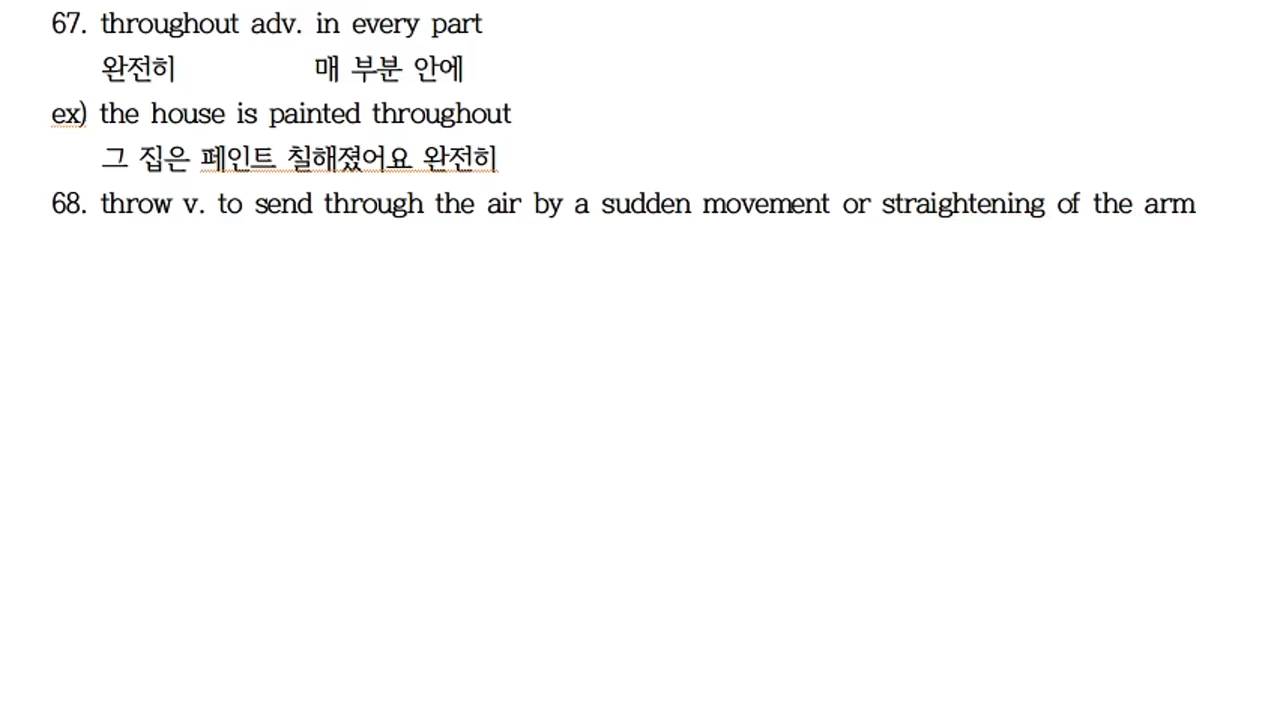 67. throughout adv. in every part
완전히 매 부분 안에
ex) the house is painted throughout
그 집은 페인트 칠해졌어요 완전히
68. throw v. to send through the air by a sudden movement or straightening of the arm